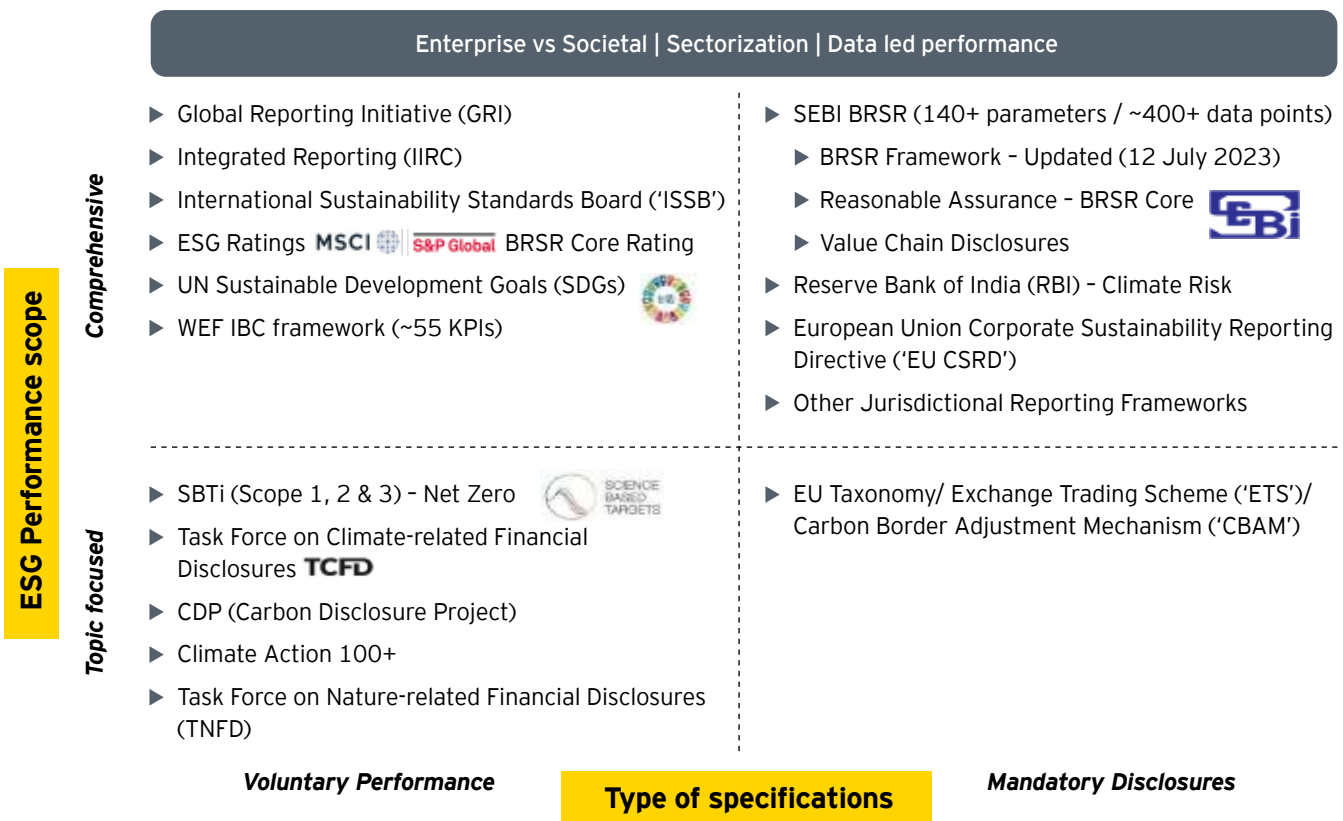 Enterprise vs Societal | Sectorization | Data led performance
ESG Performance scope
Comprehensive
Global Reporting Initiative (GRI)
Integrated Reporting (IIRC)
International Sustainability Standards Board (‘ISSB’)
ESG Ratings MSCI S&P Global BRSR Core Rating
UN Sustainable Development Goals (SDGs)
WEF IBC framework (~55 KPIs)
SEBI BRSR (140+ parameters / ~400+ data points)
BRSR Framework – Updated (12 July 2023)
Reasonable Assurance – BRSR Core
SEBI
Value Chain Disclosures
Reserve Bank of India (RBI) – Climate Risk
European Union Corporate Sustainability Reporting
Directive (‘EU CSRD’)
Other Jurisdictional Reporting Frameworks
Topic focused
SBTi (Scope 1, 2 & 3) – Net Zero
SCIENCE
BASED
TARGETS
Task Force on Climate-related Financial
Disclosures TCFD
CDP (Carbon Disclosure Project)
Climate Action 100+
Task Force on Nature-related Financial Disclosures
(TNFD)
EU Taxonomy/ Exchange Trading Scheme (‘ETS’)/
Carbon Border Adjustment Mechanism (‘CBAM’)
Voluntary Performance
Type of specifications
Mandatory Disclosures